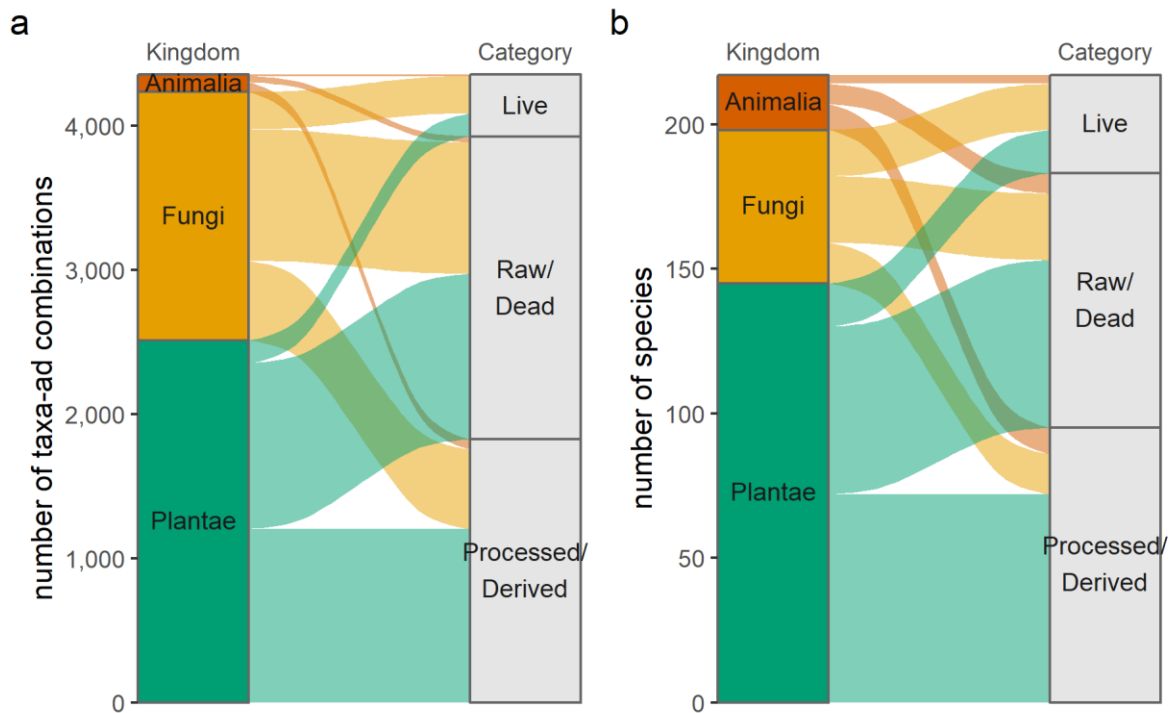 a
Kingdom
Category
number of taxa-ad combinations
4,000
3,000
2,000
1,000
0
Animalia
Fungi
Plantae
Live
Raw/
Dead
Processed/
Derived
b
Kingdom
Category
number of species
200
150
100
50
0
Animalia
Fungi
Plantae
Live
Raw/
Dead
Processed/
Derived